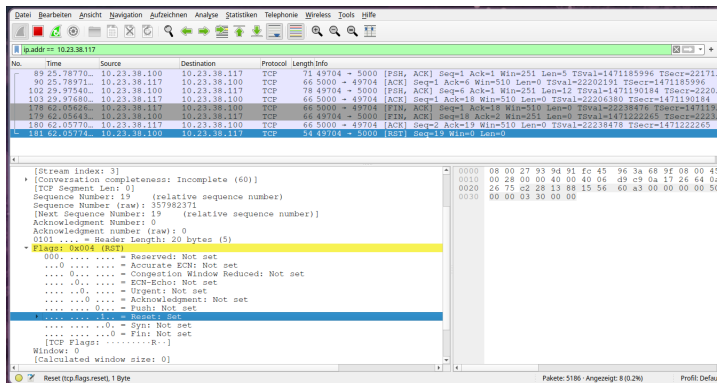 Datei Bearbeiten Ansicht Navigation Aufzeichnen Analyse Statistiken Telephonie Wireless Tools Hilfe
ip.addr == 10.23.38.117
No. Time Source Destination Protocol Length Info
89 25.78770… 10.23.38.100 10.23.38.117 TCP 71 49704 → 5000 [PSH, ACK] Seq=1 Ack=1 Win=251 Len=5 TSval=1471185996 TSecr=22171
90 25.78971… 10.23.38.117 10.23.38.100 TCP 66 5000 → 49704 [ACK] Seq=1 Ack=6 Win=510 Len=0 TSval=22202191 TSecr=1471185996
102 29.97540… 10.23.38.100 10.23.38.117 TCP 78 49704 → 5000 [PSH, ACK] Seq=6 Ack=1 Win=251 Len=12 TSval=1471190184 TSecr=2220
103 29.97680… 10.23.38.117 10.23.38.100 TCP 66 5000 → 49704 [ACK] Seq=1 Ack=18 Win=510 Len=0 TSval=22206380 TSecr=1471190184
178 62.05626… 10.23.38.117 10.23.38.100 TCP 66 5000 → 49704 [FIN, ACK] Seq=1 Ack=18 Win=510 Len=0 TSval=22238476 TSecr=147119
179 62.05643… 10.23.38.100 10.23.38.117 TCP 66 49704 → 5000 [FIN, ACK] Seq=18 Ack=2 Win=251 Len=0 TSval=1471222265 TSecr=2223
180 62.05770… 10.23.38.117 10.23.38.100 TCP 66 5000 → 49704 [ACK] Seq=2 Ack=19 Win=510 Len=0 TSval=22238478 TSecr=1471222265
181 62.05774… 10.23.38.100 10.23.38.117 TCP 54 49704 → 5000 [RST] Seq=19 Win=0 Len=0
[Stream index: 3]
[Conversation completeness: Incomplete (60)]
[TCP Segment Len: 0]
Sequence Number: 19 (relative sequence number)
Sequence Number (raw): 357982371
[Next Sequence Number: 19 (relative sequence number)]
Acknowledgment Number: 0
Acknowledgment number (raw): 0
0101 .... = Header Length: 20 bytes (5)
Flags: 0x004 (RST)
000. .... .... = Reserved: Not set
...0 .... .... = Accurate ECN: Not set
.... 0... .... = Congestion Window Reduced: Not set
.... .0.. .... = ECN-Echo: Not set
.... ..0. .... = Urgent: Not set
.... ...0 .... = Acknowledgment: Not set
.... .... 0... = Push: Not set
.... .... .1.. = Reset: Set
.... .... ..0. = Syn: Not set
.... .... ...0 = Fin: Not set
[TCP Flags: ·········R··]
Window: 0
[Calculated window size: 0]
0000 08 00 27 93 9d 91 fc 45 96 3a 68 9f 08 00 45
0010 00 28 00 00 40 00 40 06 d9 c9 0a 17 26 64 0a
0020 26 75 c2 28 13 88 15 56 60 a3 00 00 00 00 50
0030 00 00 03 30 00 00
Reset (tcp.flags.reset), 1 Byte Pakete: 5186 · Angezeigt: 8 (0.2%) Profil: Defau